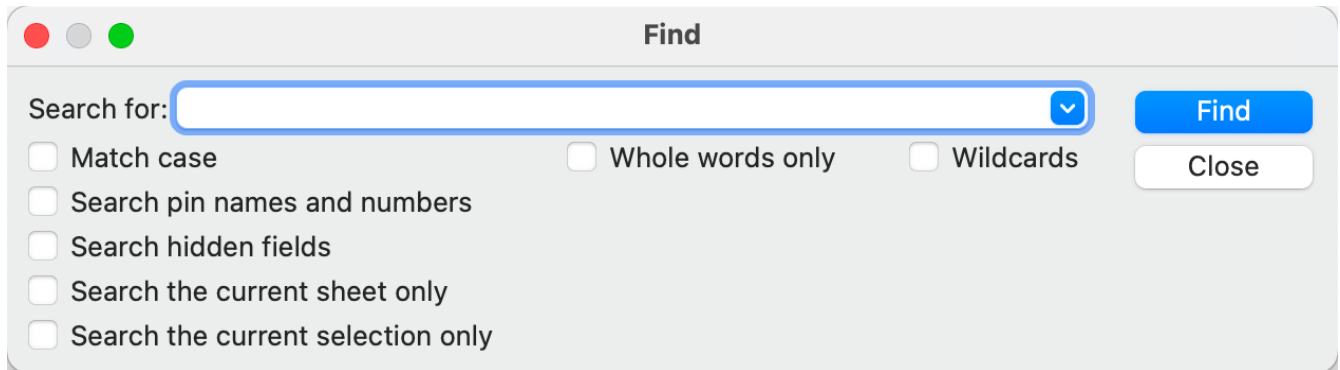 Find
Search for:
Find
Match case Whole words only Wildcards
Close
Search pin names and numbers
Search hidden fields
Search the current sheet only
Search the current selection only